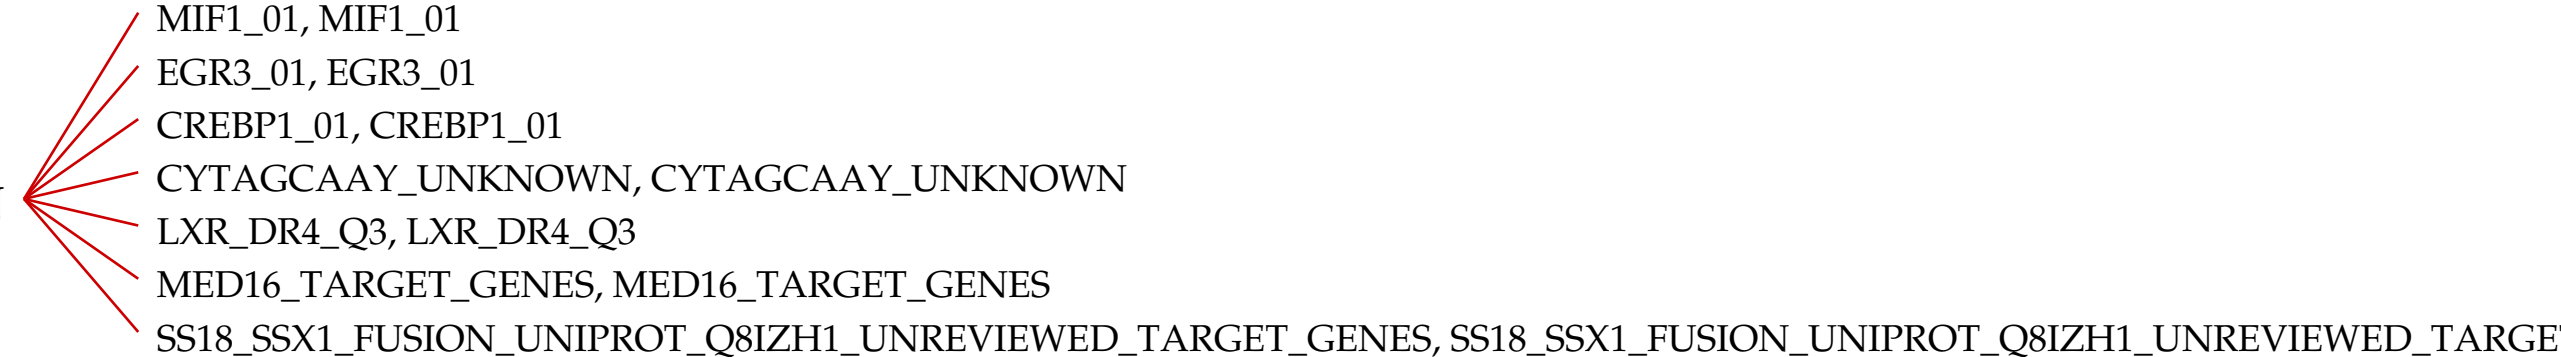 MIF1_01, MIF1_01
EGR3_01, EGR3_01
CREBP1_01, CREBP1_01
CYTAGCAAY_UNKNOWN, CYTAGCAAY_UNKNOWN
LXR_DR4_Q3, LXR_DR4_Q3
MED16_TARGET_GENES, MED16_TARGET_GENES
SS18_SSX1_FUSION_UNIPROT_Q8IZH1_UNREVIEWED_TARGET_GENES, SS18_SSX1_FUSION_UNIPROT_Q8IZH1_UNREVIEWED_TARGE